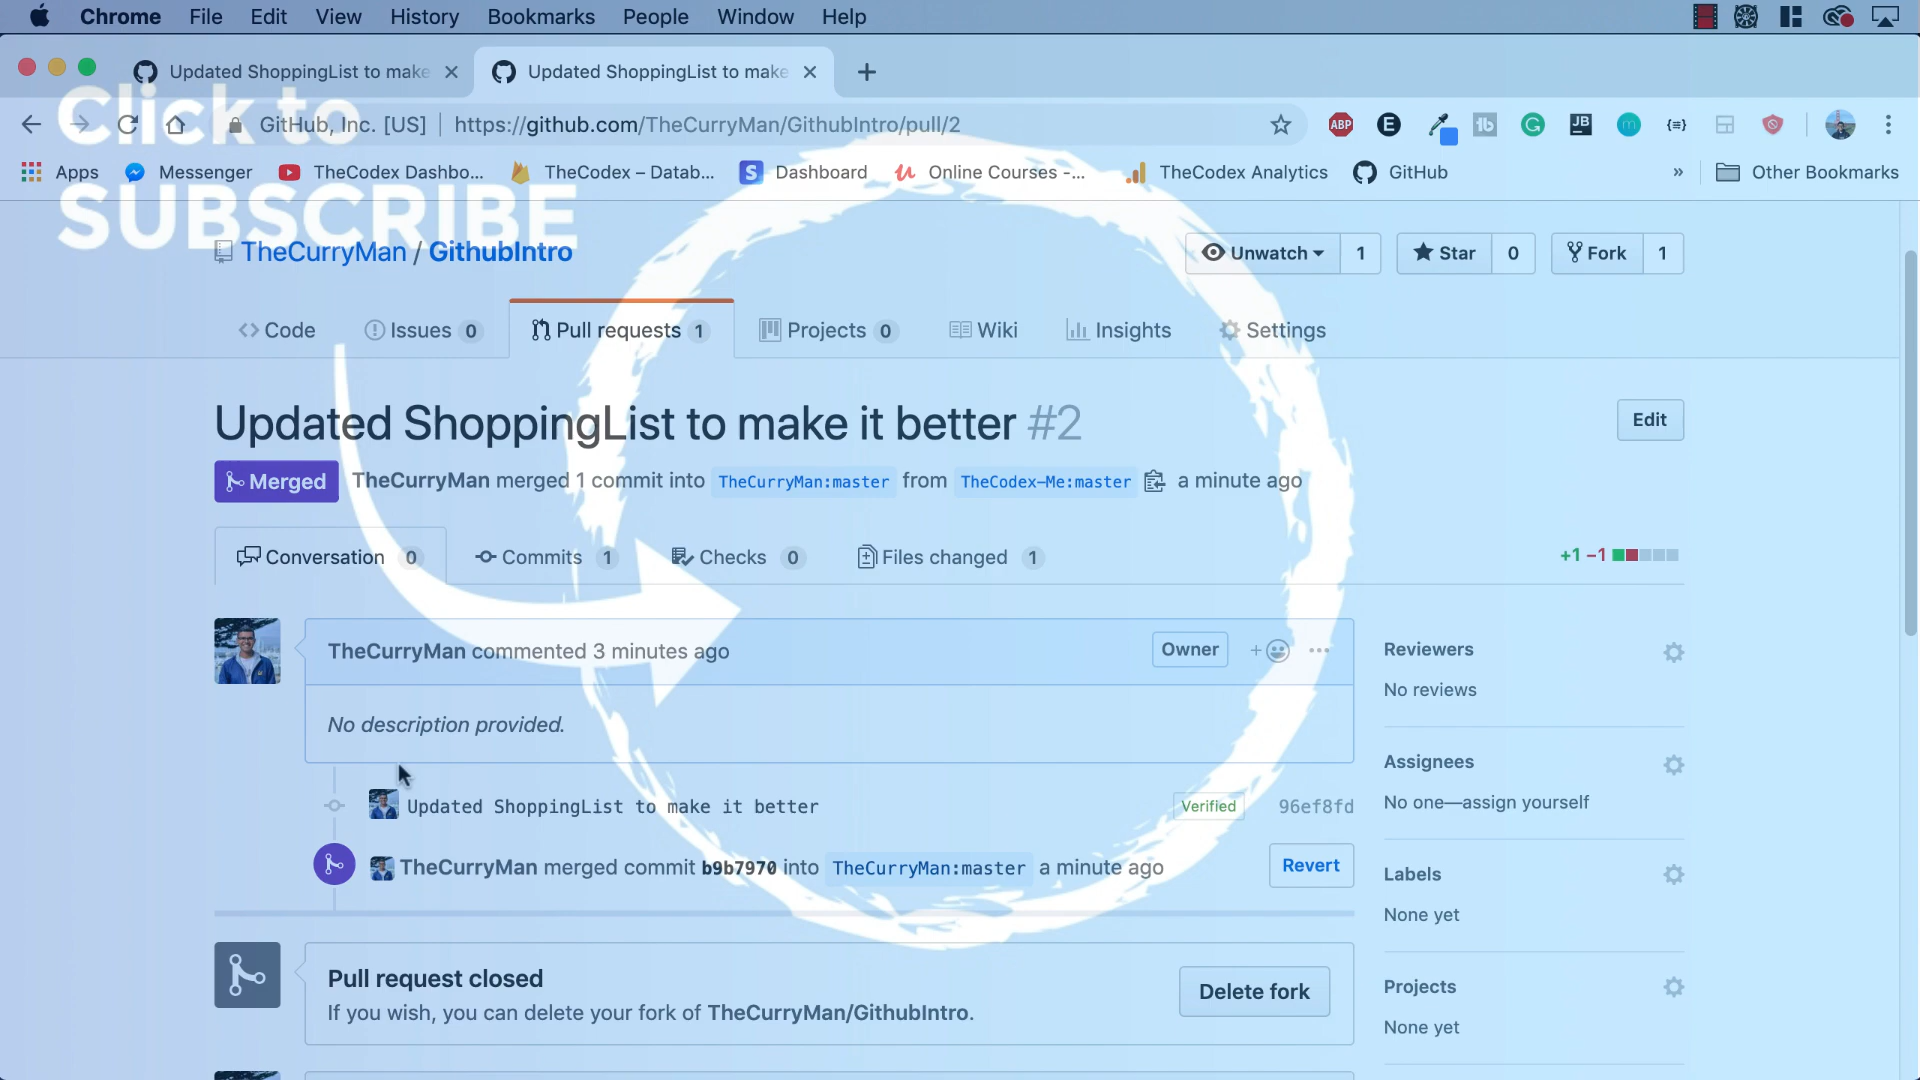 Chrome File Edit View History Bookmarks People Window Help
Updated ShoppingList to make
Updated ShoppingList to make
Click to
GitHub, Inc. [US] https://github.com/TheCurryMan/GithubIntro/pull/2
ABP E tb G JB m {=}
Apps Messenger TheCodex Dashbo... TheCodex – Datab... S Dashboard Online Courses -... TheCodex Analytics GitHub » Other Bookmarks
SUBSCRIBE
TheCurryMan / GithubIntro
Unwatch 1 Star 0 Fork 1
Code Issues 0 Pull requests 1 Projects 0 Wiki Insights Settings
Updated ShoppingList to make it better #2
Edit
Merged TheCurryMan merged 1 commit into TheCurryMan:master from TheCodex-Me:master a minute ago
Conversation 0 Commits 1 Checks 0 Files changed 1
+1 −1
TheCurryMan commented 3 minutes ago
Owner + ...
No description provided.
Updated ShoppingList to make it better Verified 96ef8fd
TheCurryMan merged commit b9b7970 into TheCurryMan:master a minute ago Revert
Pull request closed
If you wish, you can delete your fork of TheCurryMan/GithubIntro.
Delete fork
Reviewers
No reviews
Assignees
No one—assign yourself
Labels
None yet
Projects
None yet